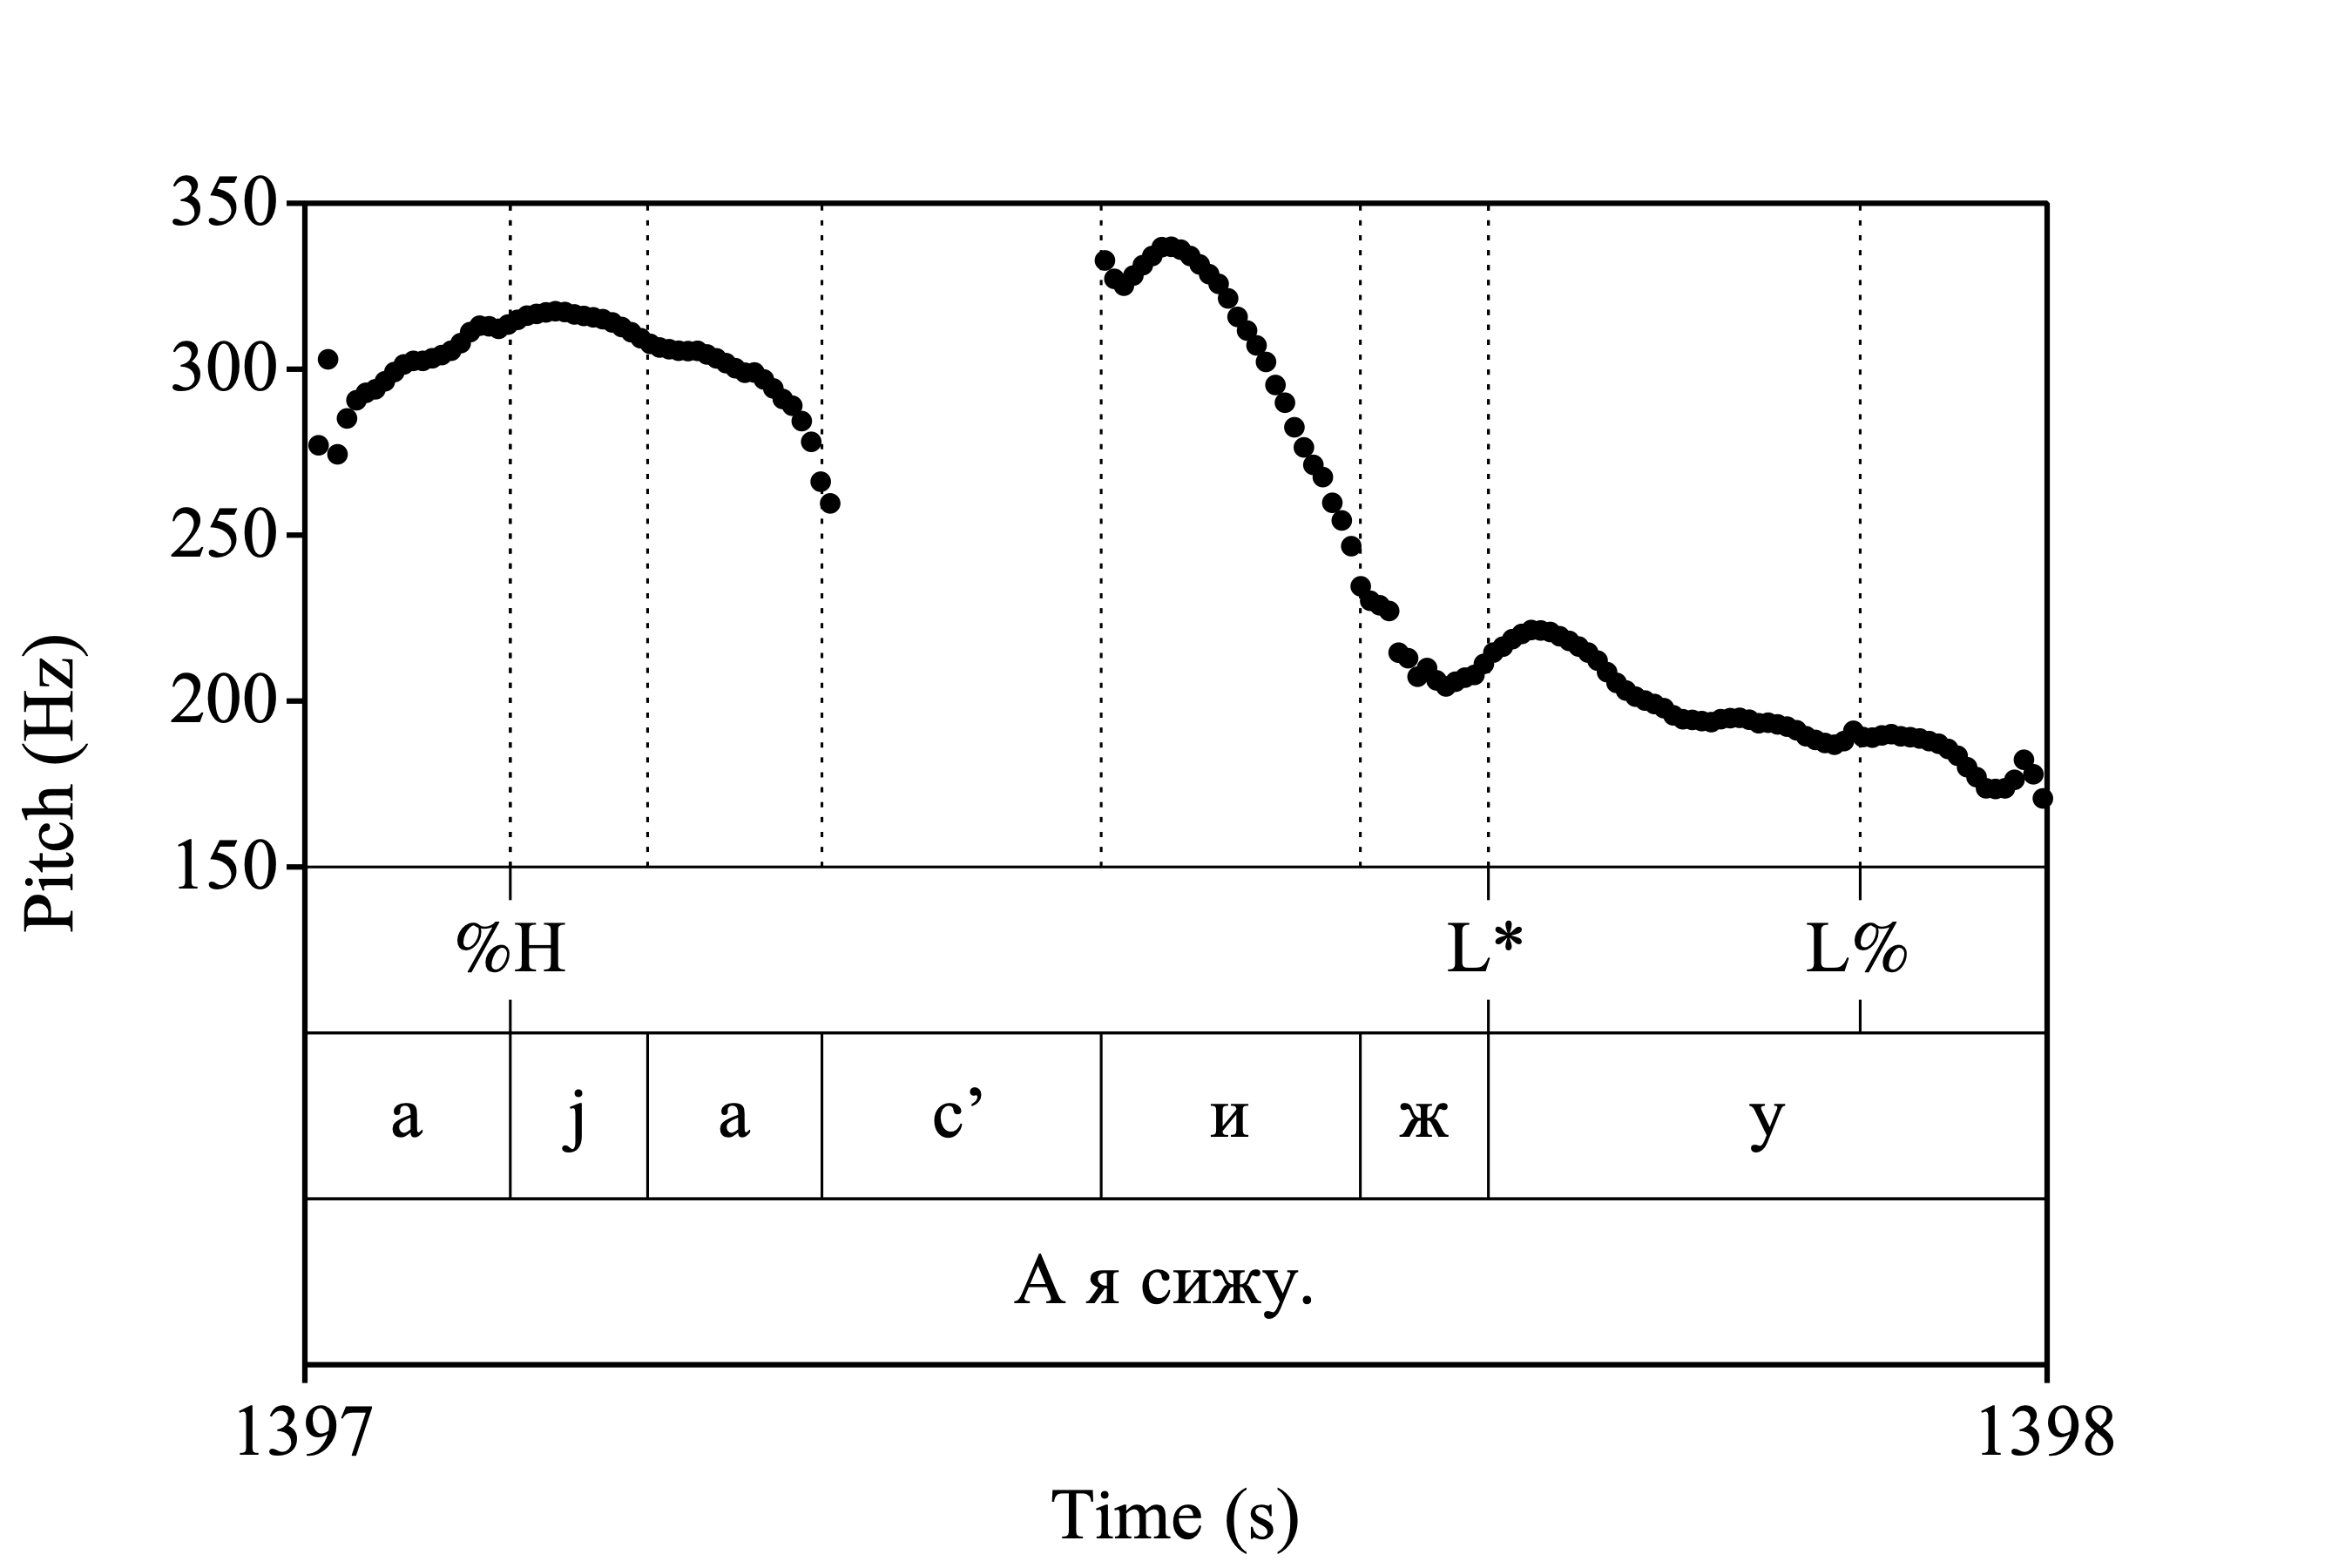 350
300
250
200
150
Pitch (Hz)
%H L* L%
a j a с’ и ж у
А я сижу.
1397 1398
Time (s)